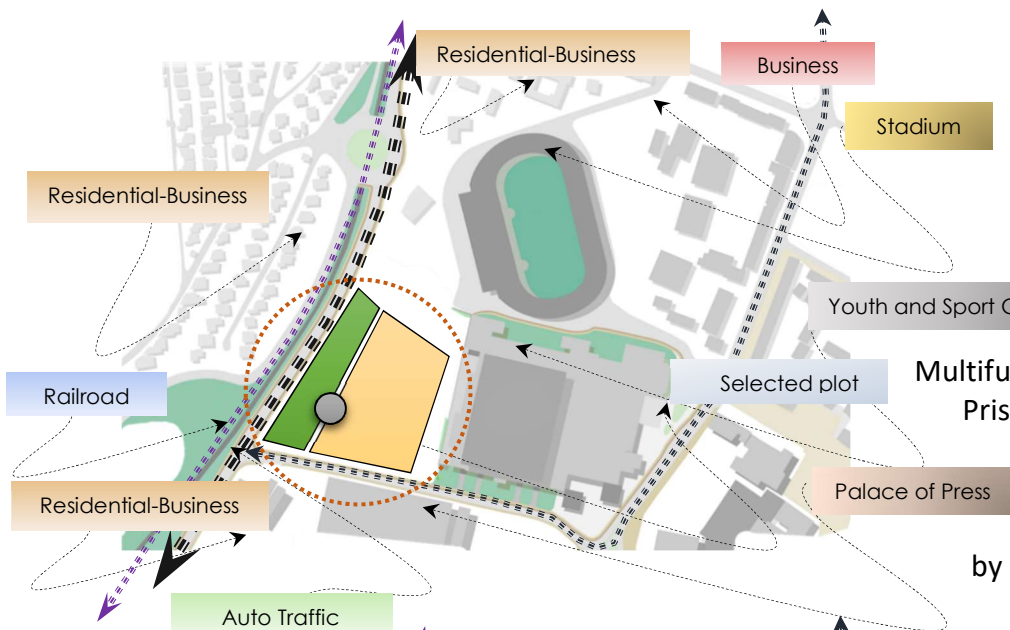 Residential-Business
Business
Stadium
Residential-Business
Youth and Sport
Multifu
Selected plot
Railroad
Pris
Residential-Business
Palace of Press
by
Auto Traffic